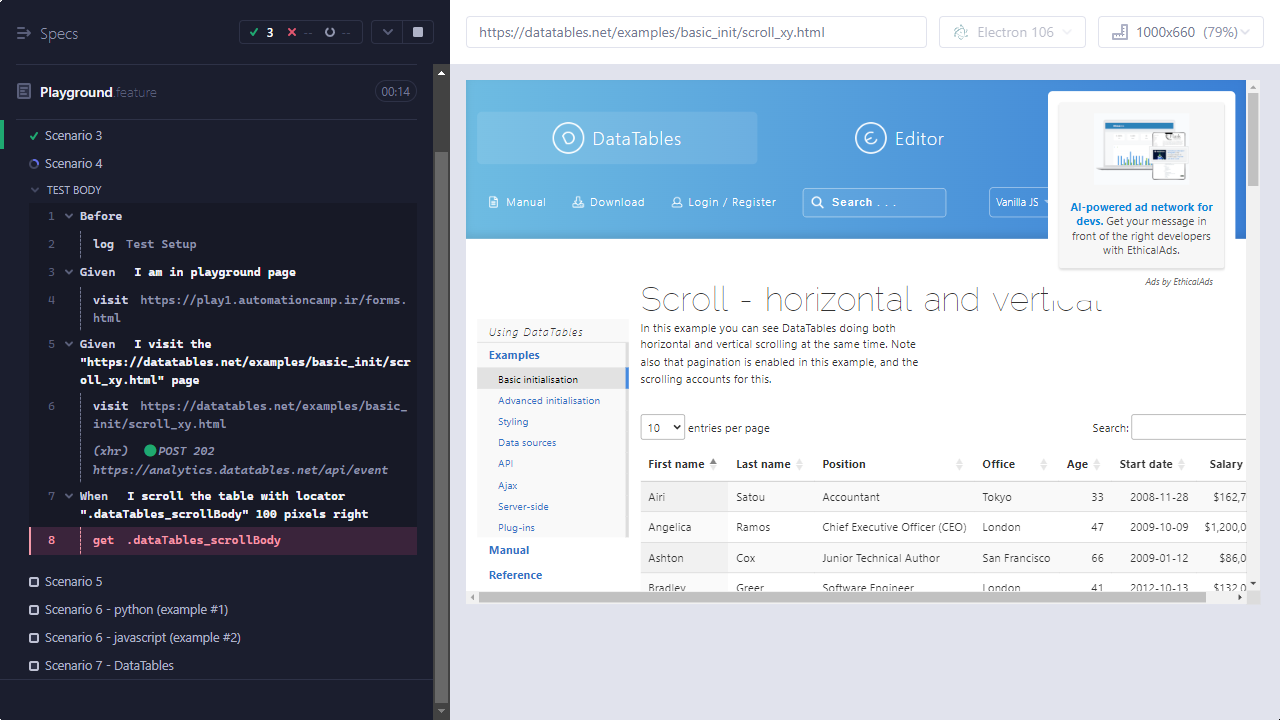 Specs
3
--
--
Playground.feature
00:14
Scenario 3
Scenario 4
TEST BODY
1 Before
2 log Test Setup
3 Given I am in playground page
4 visit https://play1.automationcamp.ir/forms.
html
5 Given I visit the
"https://datatables.net/examples/basic_init/scr
oll_xy.html" page
6 visit https://datatables.net/examples/basic_
init/scroll_xy.html
(xhr) POST 202
https://analytics.datatables.net/api/event
7 When I scroll the table with locator
".dataTables_scrollBody" 100 pixels right
8 get .dataTables_scrollBody
Scenario 5
Scenario 6 - python (example #1)
Scenario 6 - javascript (example #2)
Scenario 7 - DataTables
https://datatables.net/examples/basic_init/scroll_xy.html
Electron 106
1000x660 (79%)
DataTables
Editor
Manual
Download
Login / Register
Search . . .
Vanilla JS
AI-powered ad network for
devs. Get your message in
front of the right developers
with EthicalAds.
Ads by EthicalAds
Scroll - horizontal and vertical
Using DataTables
Examples
Basic initialisation
Advanced initialisation
Styling
Data sources
API
Ajax
Server-side
Plug-ins
Manual
Reference
In this example you can see DataTables doing both
horizontal and vertical scrolling at the same time. Note
also that pagination is enabled in this example, and the
scrolling accounts for this.
10 entries per page
Search:
First name Last name Position Office Age Start date Salary
Airi Satou Accountant Tokyo 33 2008-11-28 $162,7
Angelica Ramos Chief Executive Officer (CEO) London 47 2009-10-09 $1,200,0
Ashton Cox Junior Technical Author San Francisco 66 2009-01-12 $86,0
Bradley Greer Software Engineer London 41 2012-10-13 $132,0